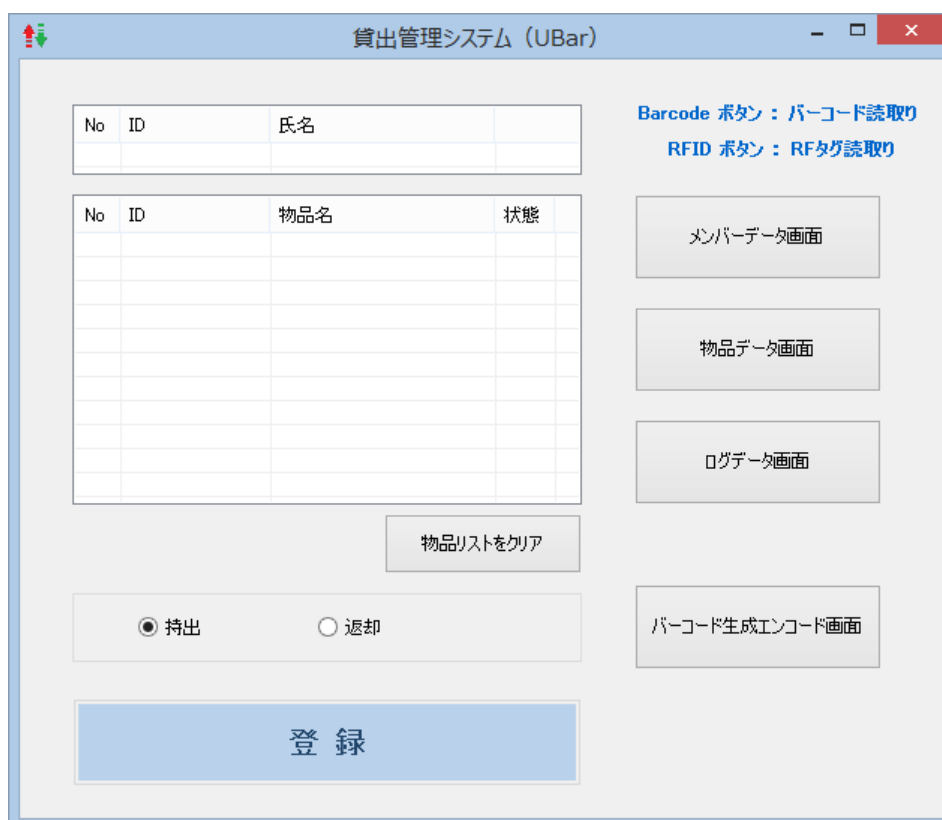 貸出管理システム（UBar）
No ID 氏名
Barcode ボタン ： バーコード読取り
RFID ボタン ： RFタグ読取り
No ID 物品名 状態
メンバーデータ画面
物品データ画面
ログデータ画面
物品リストをクリア
持出 返却
バーコード生成エンコード画面
登 録